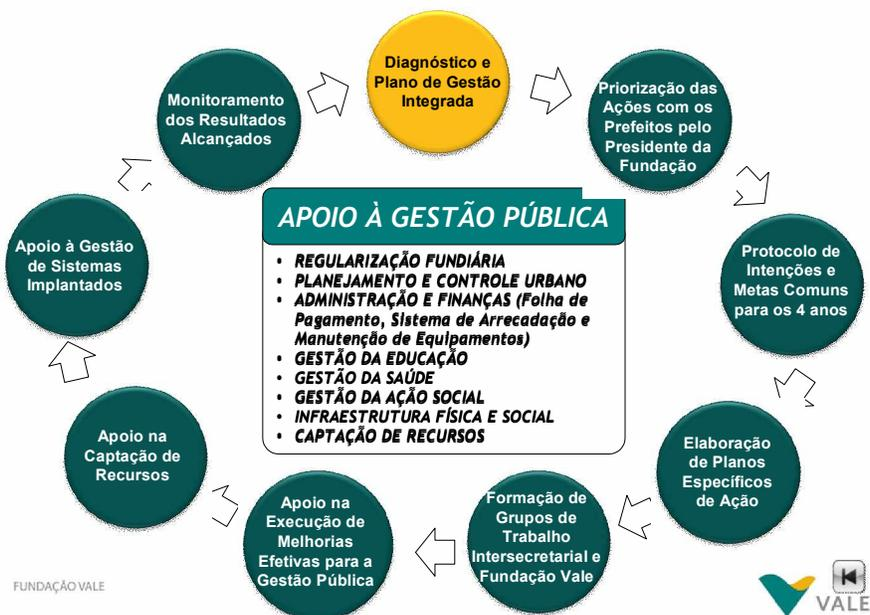 Diagnóstico e
Plano de Gestão
Integrada
Priorização das
Ações com os
Prefeitos pelo
Presidente da
Fundação
Protocolo de
Intenções e
Metas Comuns
para os 4 anos
Elaboração
de Planos
Específicos
de Ação
Formação de
Grupos de
Trabalho
Intersecretarial e
Fundação Vale
Apoio na
Execução de
Melhorias
Efetivas para a
Gestão Pública
Apoio na
Captação de
Recursos
Apoio à Gestão
de Sistemas
Implantados
Monitoramento
dos Resultados
Alcançados
APOIO À GESTÃO PÚBLICA
• REGULARIZAÇÃO FUNDIÁRIA
• PLANEJAMENTO E CONTROLE URBANO
• ADMINISTRAÇÃO E FINANÇAS (Folha de
Pagamento, Sistema de Arrecadação e
Manutenção de Equipamentos)
• GESTÃO DA EDUCAÇÃO
• GESTÃO DA SAÚDE
• GESTÃO DA AÇÃO SOCIAL
• INFRAESTRUTURA FÍSICA E SOCIAL
• CAPTAÇÃO DE RECURSOS
FUNDAÇÃO VALE
VALE